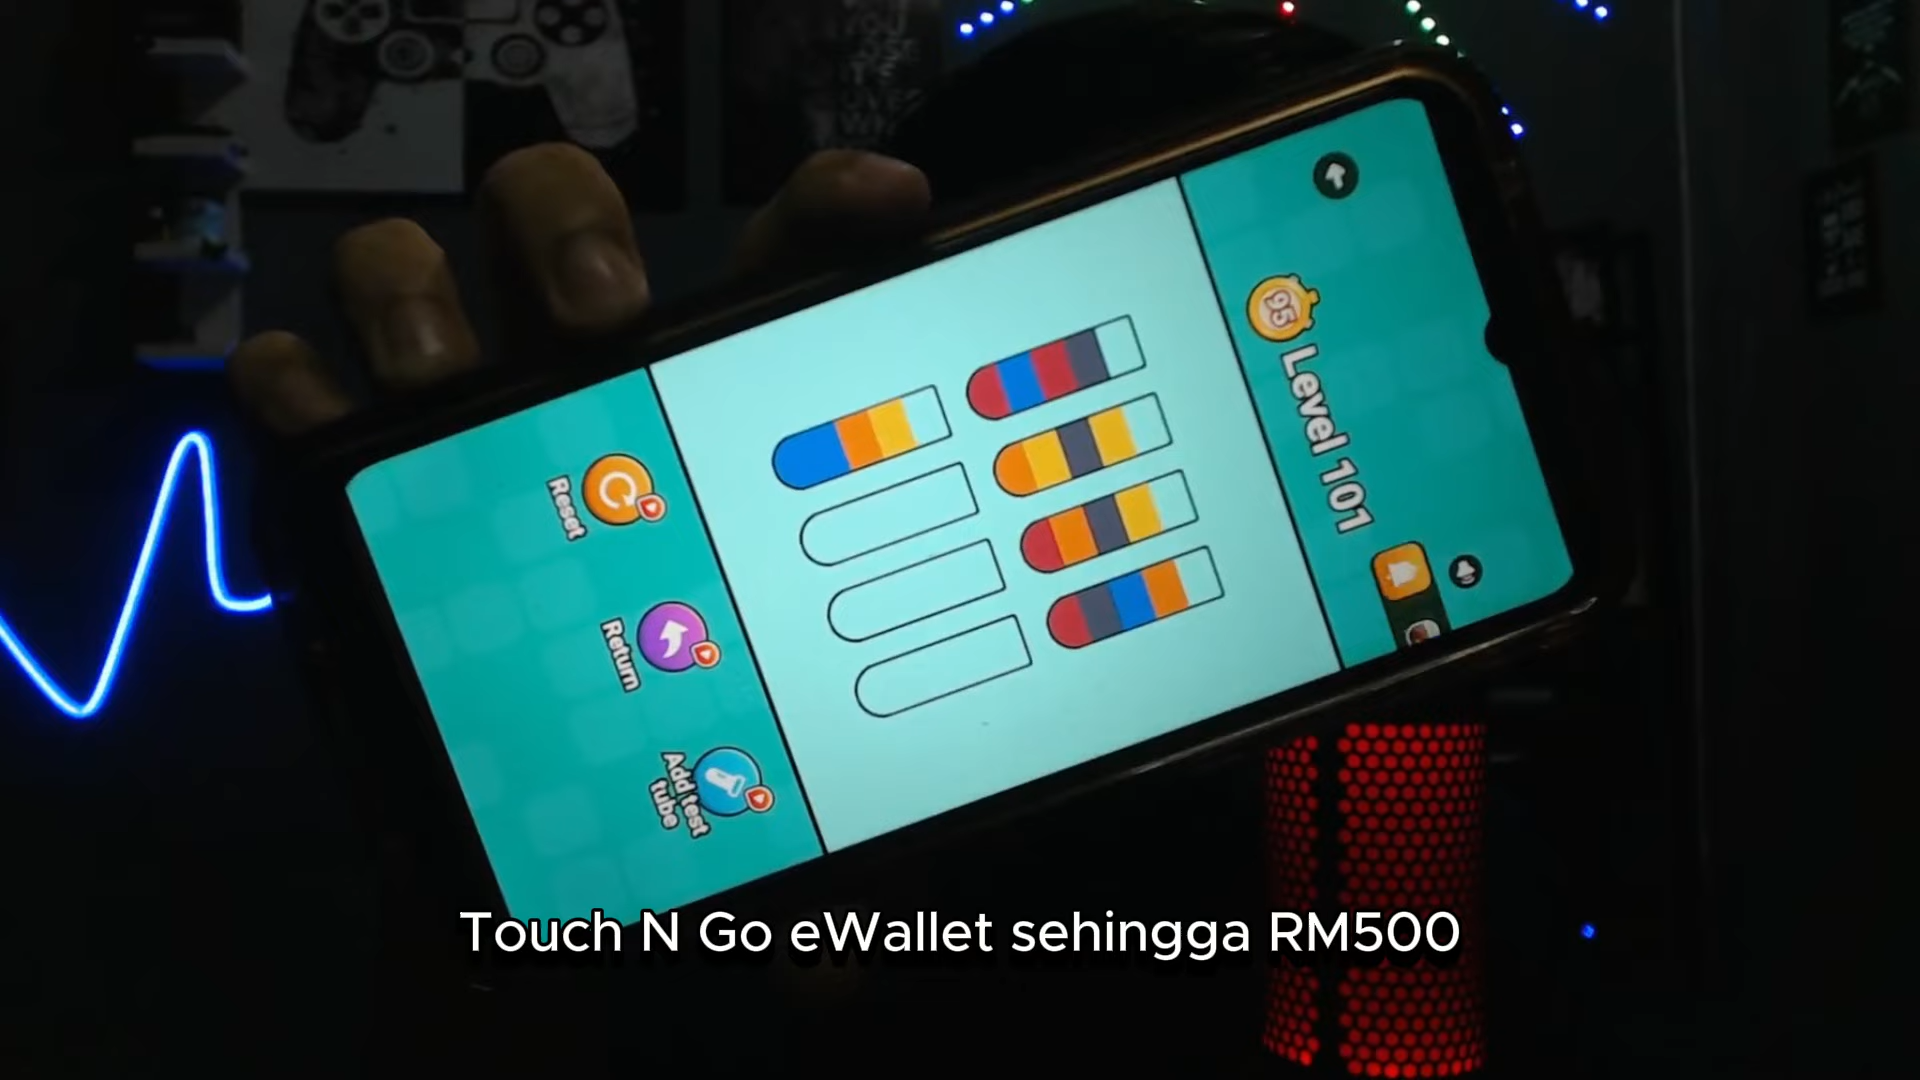 95
Level 101
Reset
Return
Add test
tube
Touch N Go eWallet sehingga RM500